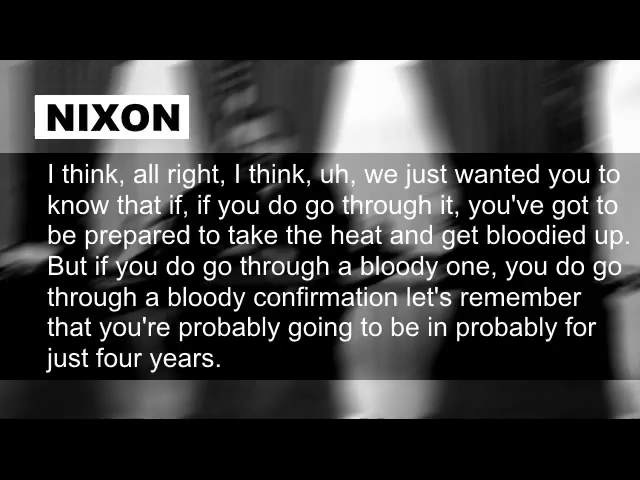 NIXON
I think, all right, I think, uh, we just wanted you to
know that if, if you do go through it, you've got to
be prepared to take the heat and get bloodied up.
But if you do go through a bloody one, you do go
through a bloody confirmation let's remember
that you're probably going to be in probably for
just four years.